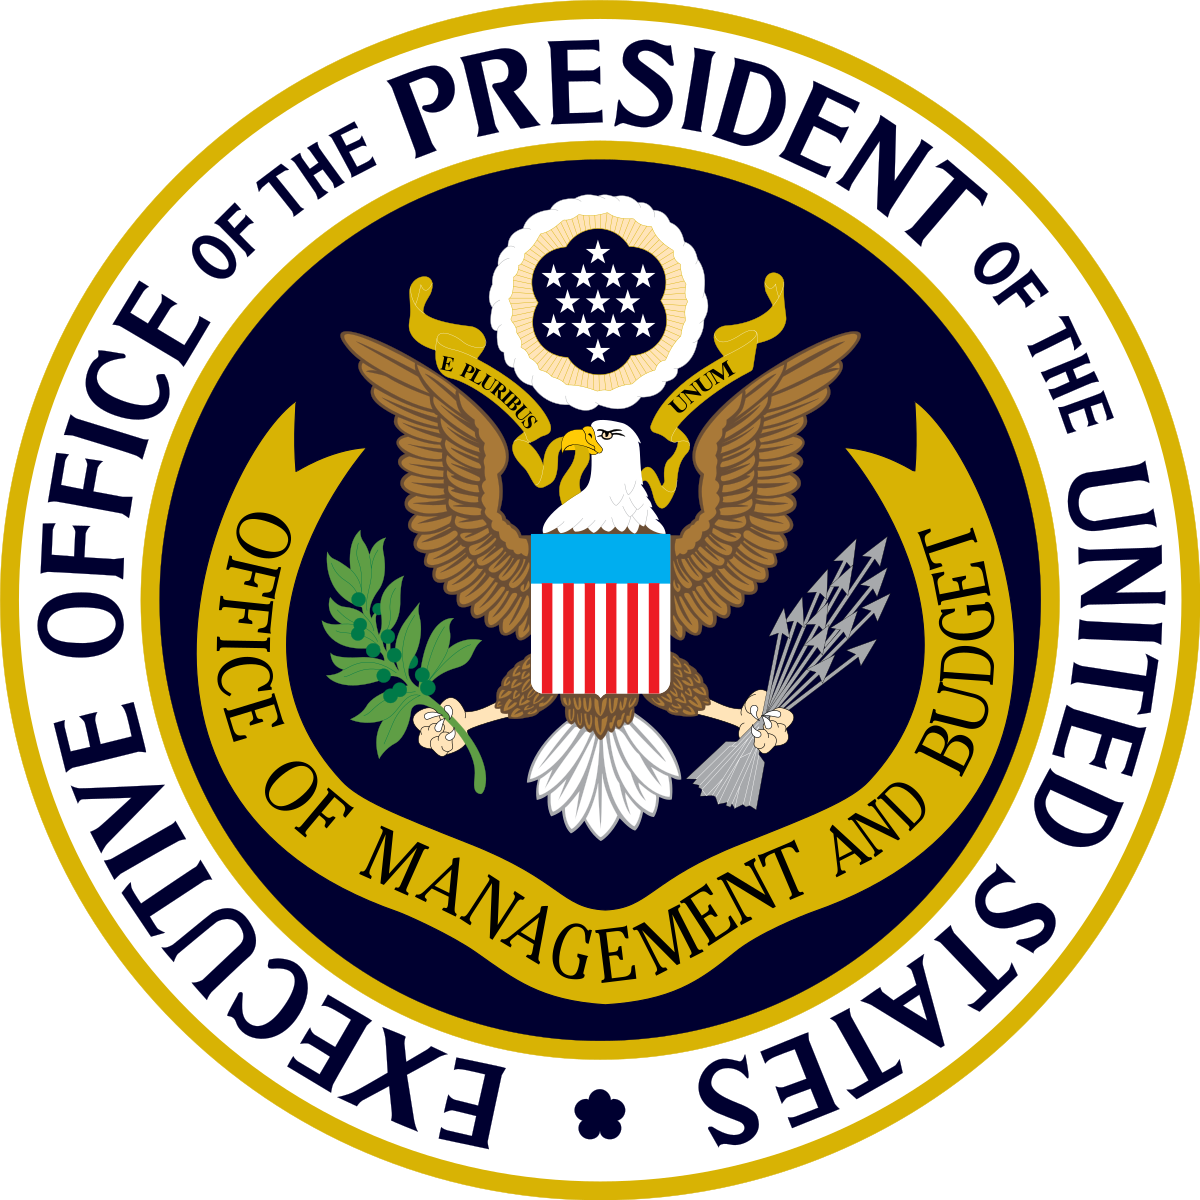 EXECUTIVE OFFICE OF THE PRESIDENT OF THE UNITED STATES
E PLURIBUS UNUM
OFFICE OF MANAGEMENT AND BUDGET